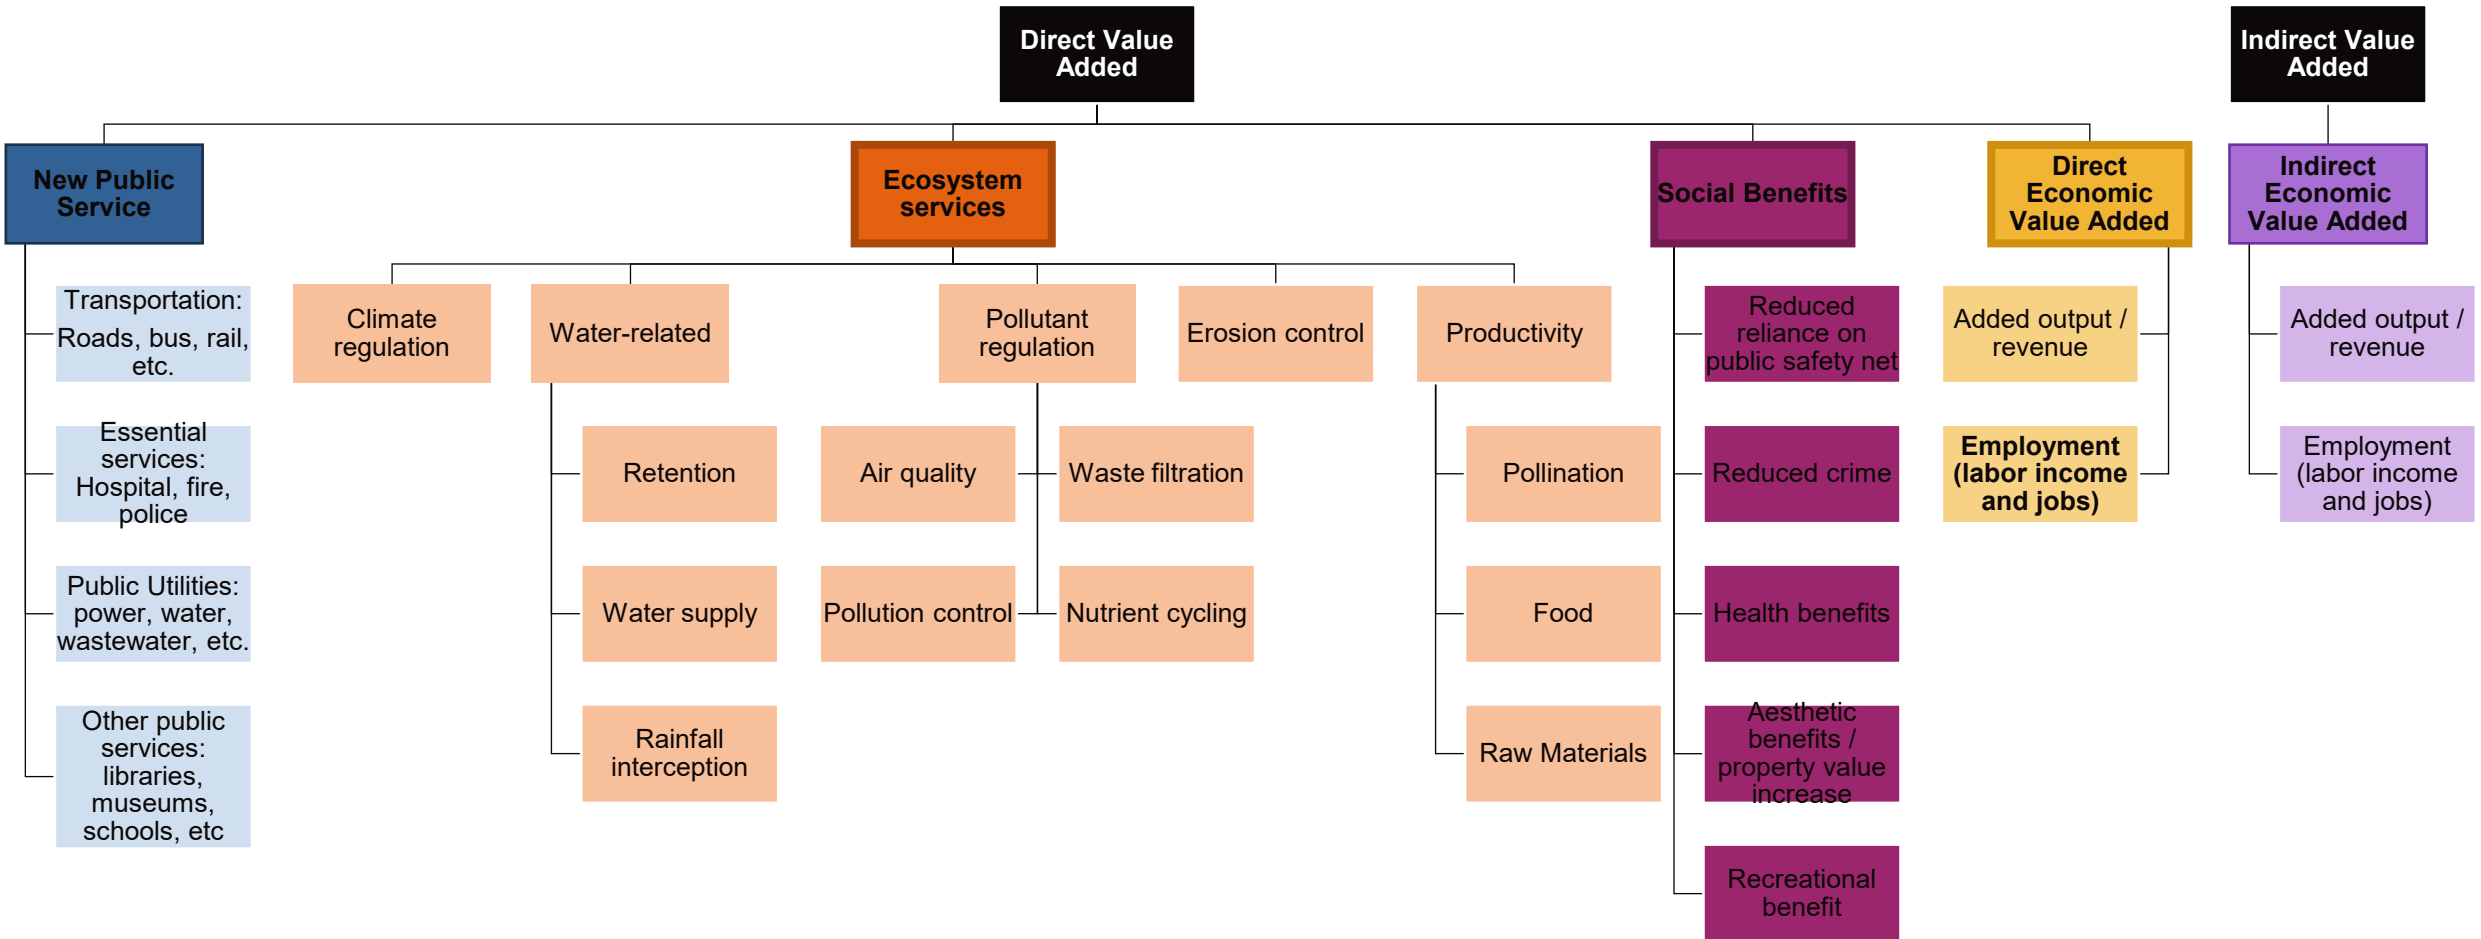 Direct Value
Added
Indirect Value
Added
New Public
Service
Ecosystem
services
Social Benefits
Direct
Economic
Value Added
Indirect
Economic
Value Added
Transportation:
Roads, bus, rail,
etc.
Essential
services:
Hospital, fire,
police
Public Utilities:
power, water,
wastewater, etc.
Other public
services:
libraries,
museums,
schools, etc
Climate
regulation
Water-related
Retention
Water supply
Rainfall
interception
Pollutant
regulation
Air quality
Waste filtration
Pollution control
Nutrient cycling
Erosion control
Productivity
Pollination
Food
Raw Materials
Reduced
reliance on
public safety net
Reduced crime
Health benefits
Aesthetic
benefits /
property value
increase
Recreational
benefit
Added output /
revenue
Employment
(labor income
and jobs)
Added output /
revenue
Employment
(labor income
and jobs)